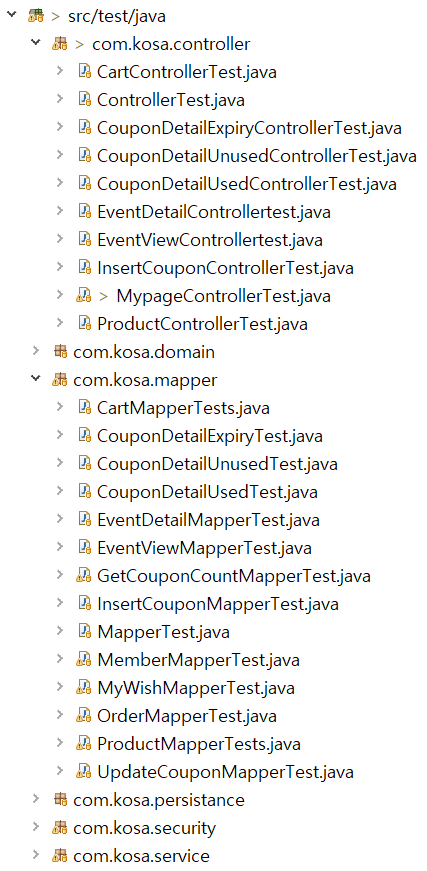 > src/test/java
> com.kosa.controller
CartControllerTest.java
ControllerTest.java
CouponDetailExpiryControllerTest.java
CouponDetailUnusedControllerTest.java
CouponDetailUsedControllerTest.java
EventDetailControllertest.java
EventViewControllertest.java
InsertCouponControllerTest.java
> MypageControllerTest.java
ProductControllerTest.java
com.kosa.domain
com.kosa.mapper
CartMapperTests.java
CouponDetailExpiryTest.java
CouponDetailUnusedTest.java
CouponDetailUsedTest.java
EventDetailMapperTest.java
EventViewMapperTest.java
GetCouponCountMapperTest.java
InsertCouponMapperTest.java
MapperTest.java
MemberMapperTest.java
MyWishMapperTest.java
OrderMapperTest.java
ProductMapperTests.java
UpdateCouponMapperTest.java
com.kosa.persistance
com.kosa.security
com.kosa.service